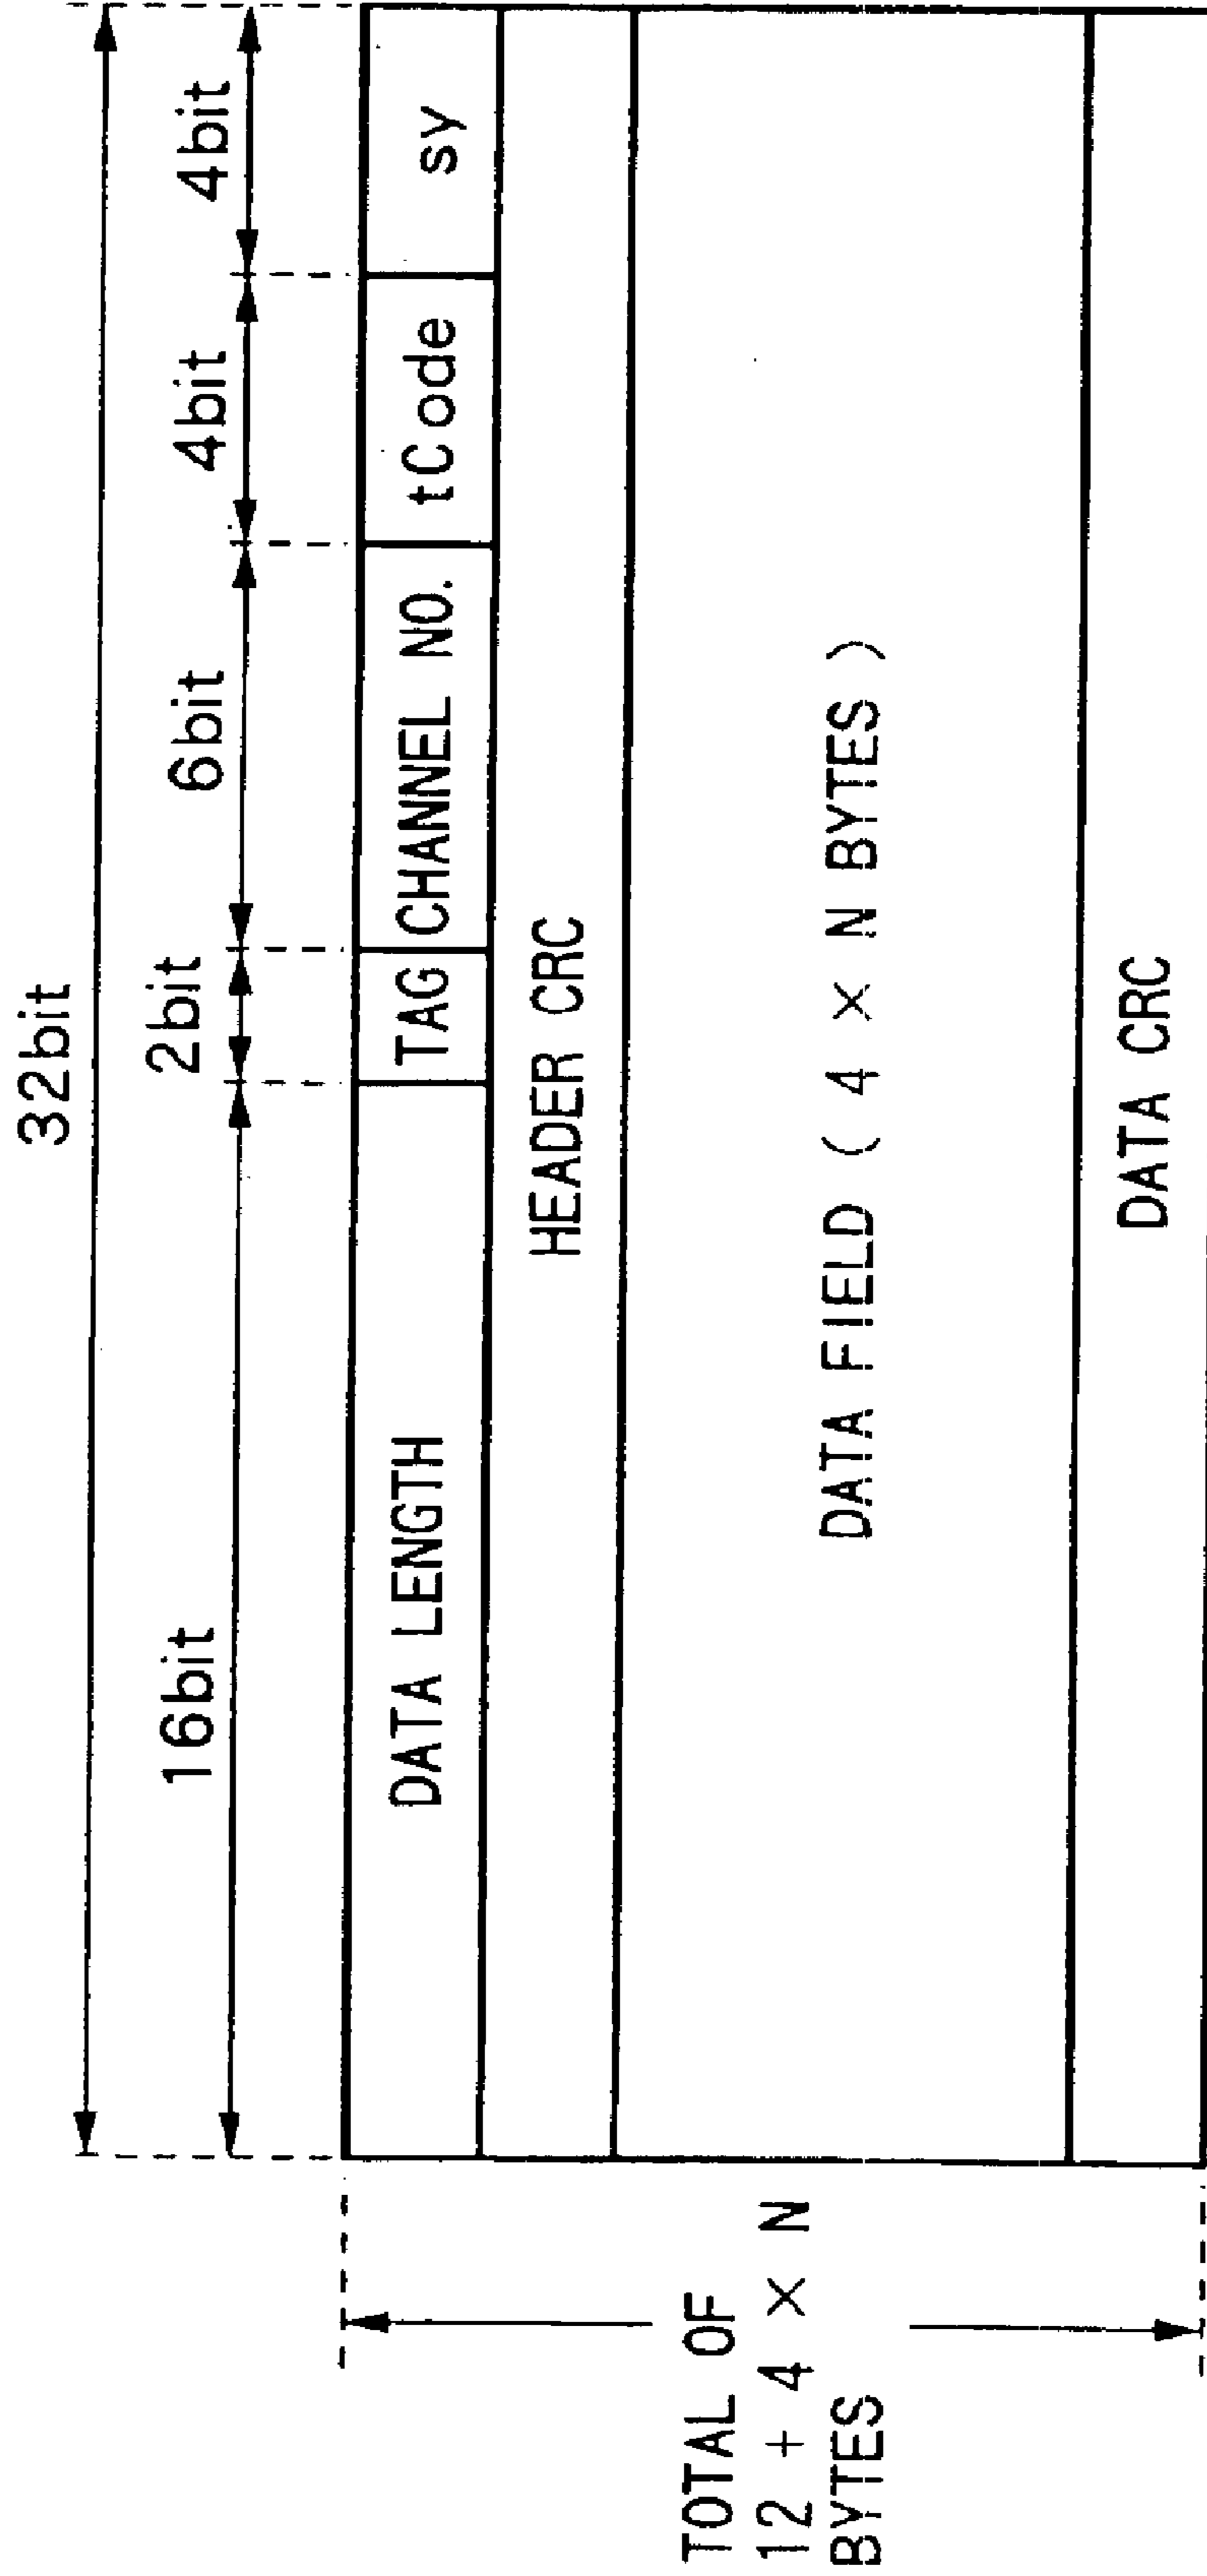 32bit
16bit
2bit
6bit
4bit
4bit
DATA LENGTH
TAG
CHANNEL NO.
tCode
sy
HEADER CRC
DATA FIELD ( 4 × N BYTES )
DATA CRC
TOTAL OF
12 + 4 × N
BYTES